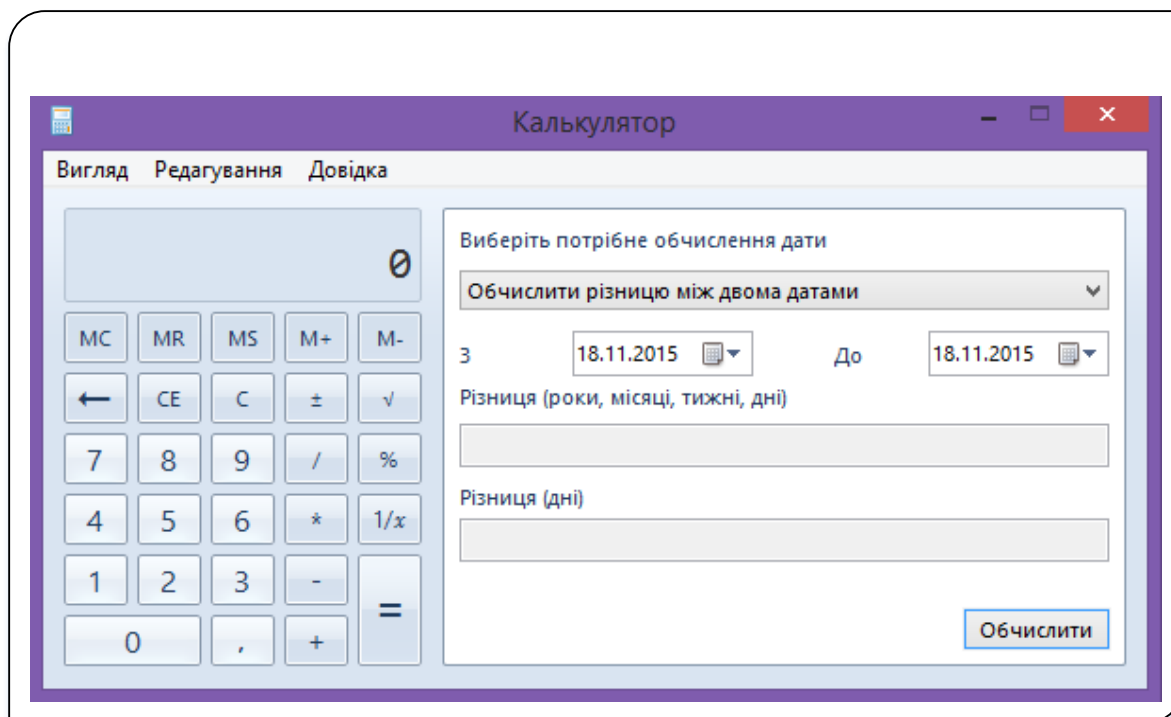 Калькулятор
Вигляд Редагування Довідка
0
MC MR MS M+ M-
← CE C ± √
7 8 9 / %
4 5 6 * 1/x
1 2 3 - =
0 , +
Виберіть потрібне обчислення дати
Обчислити різницю між двома датами
З 18.11.2015 До 18.11.2015
Різниця (роки, місяці, тижні, дні)
Різниця (дні)
Обчислити